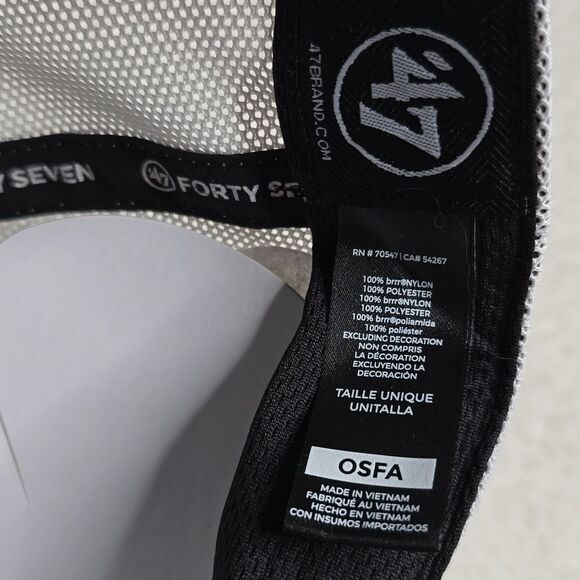 '47
47BRAND.COM
SEVEN
'47 FORTY SE
RN # 70547 | CA# 54267
100% brrr®NYLON
100% POLYESTER
100% brrr®NYLON
100% POLYESTER
100% brrr®poliamida
100% poliéster
EXCLUDING DECORATION
NON COMPRIS
LA DÉCORATION
EXCLUYENDO LA
DECORACIÓN
TAILLE UNIQUE
UNITALLA
OSFA
MADE IN VIETNAM
FABRIQUÉ AU VIETNAM
HECHO EN VIETNAM
CON INSUMOS IMPORTADOS